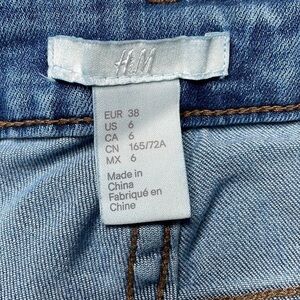 H&M
EUR 38
US 6
CA 6
CN 165/72A
MX 6
Made in
China
Fabriqué en
Chine